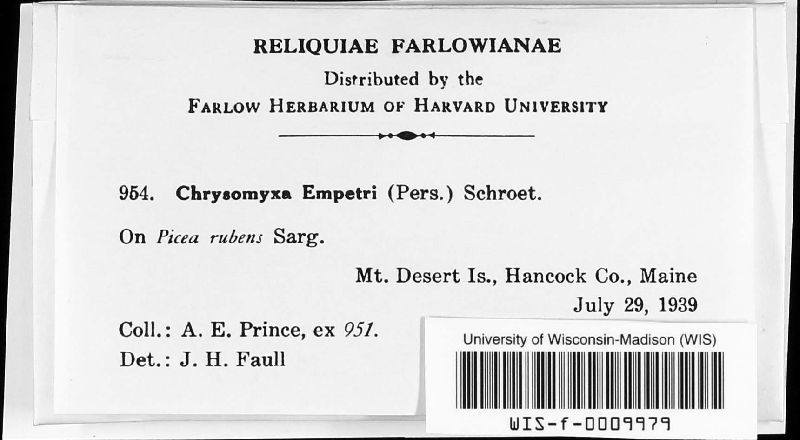 RELIQUIAE FARLOWIANAE
Distributed by the
FARLOW HERBARIUM OF HARVARD UNIVERSITY
954. Chrysomyxa Empetri (Pers.) Schroet.
On Picea rubens Sarg.
Mt. Desert Is., Hancock Co., Maine
July 29, 1939
Coll.: A. E. Prince, ex 951.
Det.: J. H. Faull
University of Wisconsin-Madison (WIS)
WIS-f-0009979